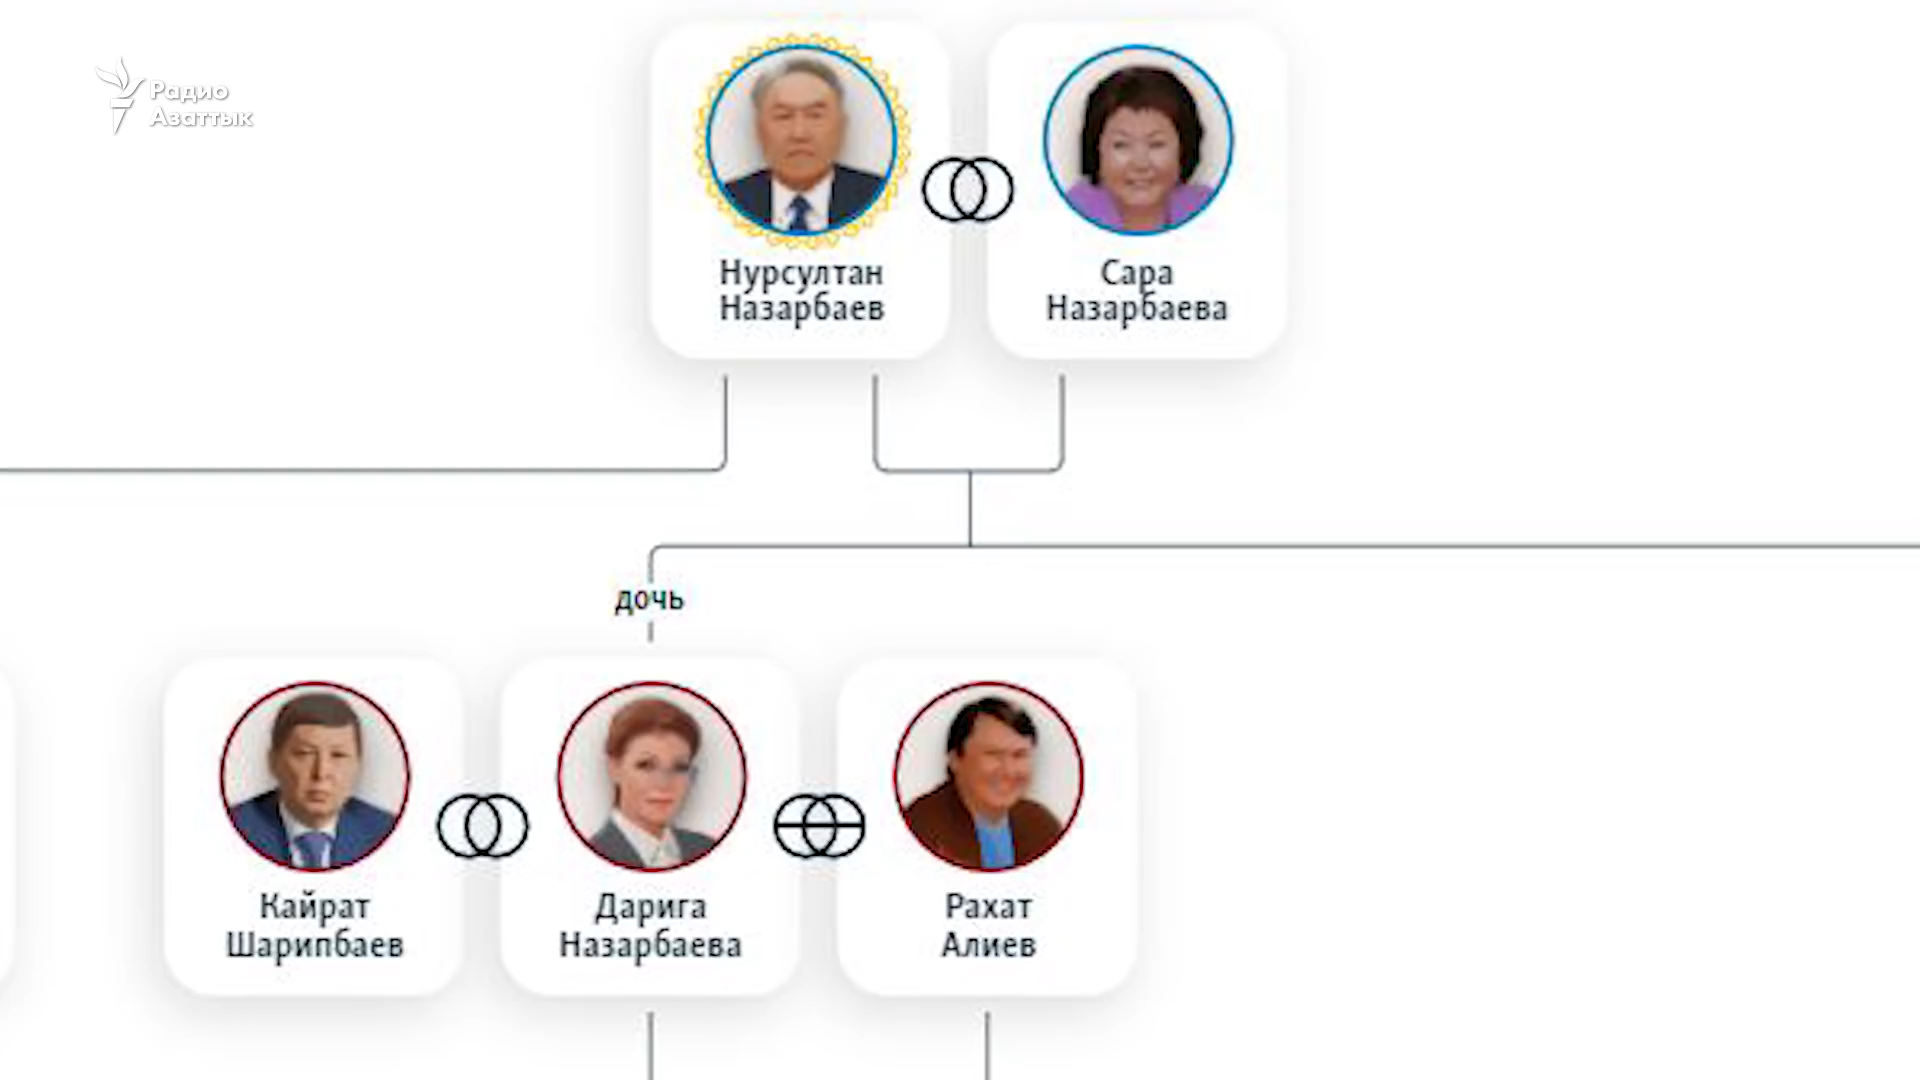 Радио
Азаттык
Нурсултан
Назарбаев
Сара
Назарбаева
дочь
Кайрат
Шарипбаев
Дарига
Назарбаева
Рахат
Алиев